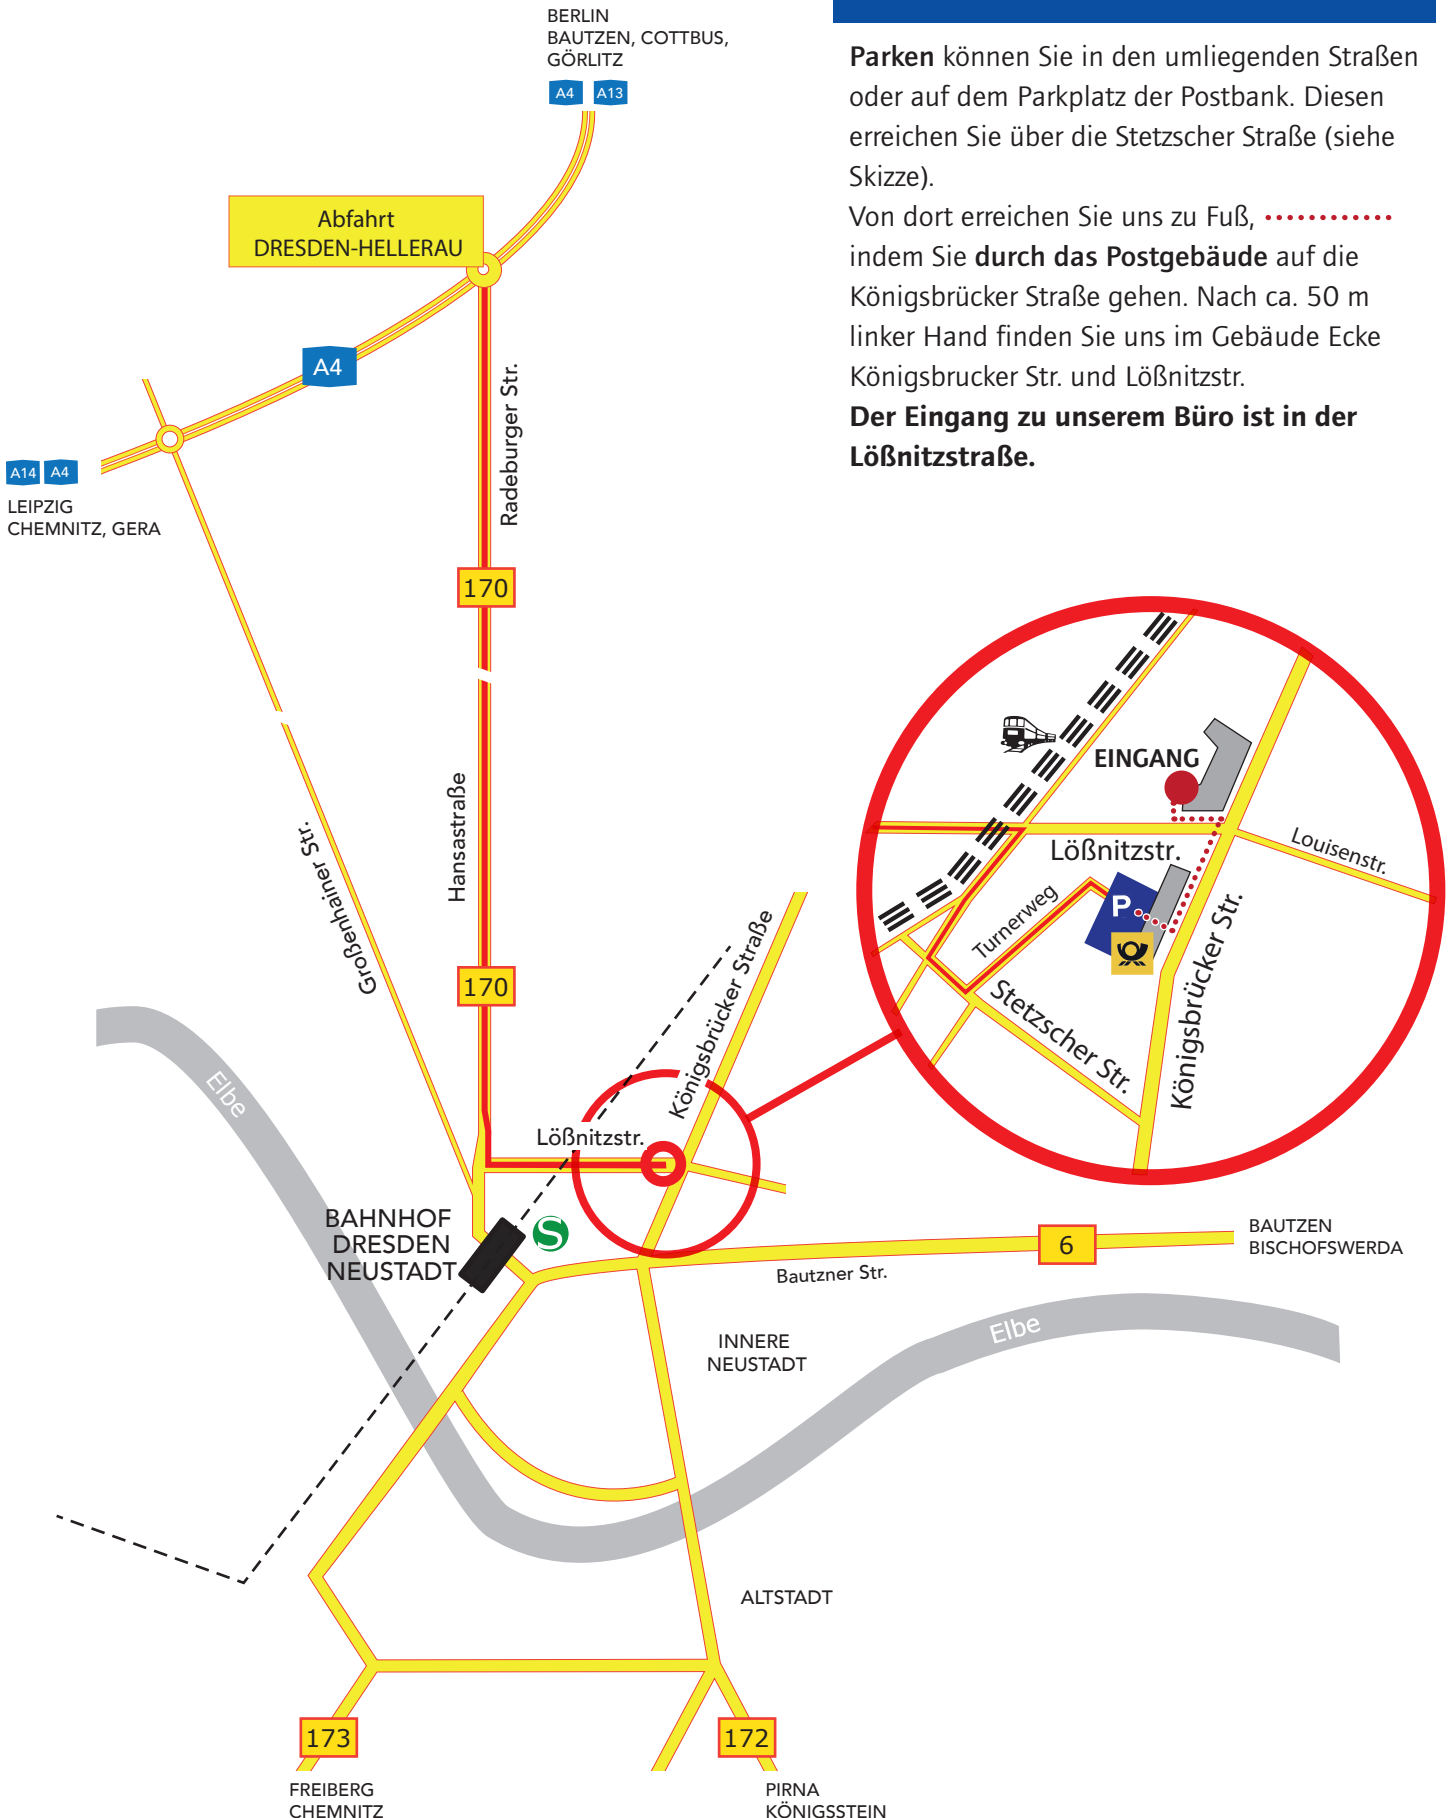 BERLIN
BAUTZEN, COTTBUS,
GÖRLITZ
A4 A13
Parken können Sie in den umliegenden Straßen
oder auf dem Parkplatz der Postbank. Diesen
erreichen Sie über die Stetzscher Straße (siehe
Skizze).
Von dort erreichen Sie uns zu Fuß, ............
indem Sie durch das Postgebäude auf die
Königsbrücker Straße gehen. Nach ca. 50 m
linker Hand finden Sie uns im Gebäude Ecke
Königsbrucker Str. und Lößnitzstr.
Der Eingang zu unserem Büro ist in der
Lößnitzstraße.
Abfahrt
DRESDEN-HELLERAU
A4
Radeburger Str.
A14 A4
LEIPZIG
CHEMNITZ, GERA
170
Hansastraße
Großenhainer Str.
170
Königsbrücker Straße
Elbe
Lößnitzstr.
EINGANG
Lößnitzstr.
Louisenstr.
P
Turnerweg
Königsbrücker Str.
Stetzscher Str.
BAHNHOF
DRESDEN
NEUSTADT
S
6
BAUTZEN
BISCHOFSWERDA
Bautzner Str.
Elbe
INNERE
NEUSTADT
ALTSTADT
173
172
FREIBERG
CHEMNITZ
PIRNA
KÖNIGSSTEIN